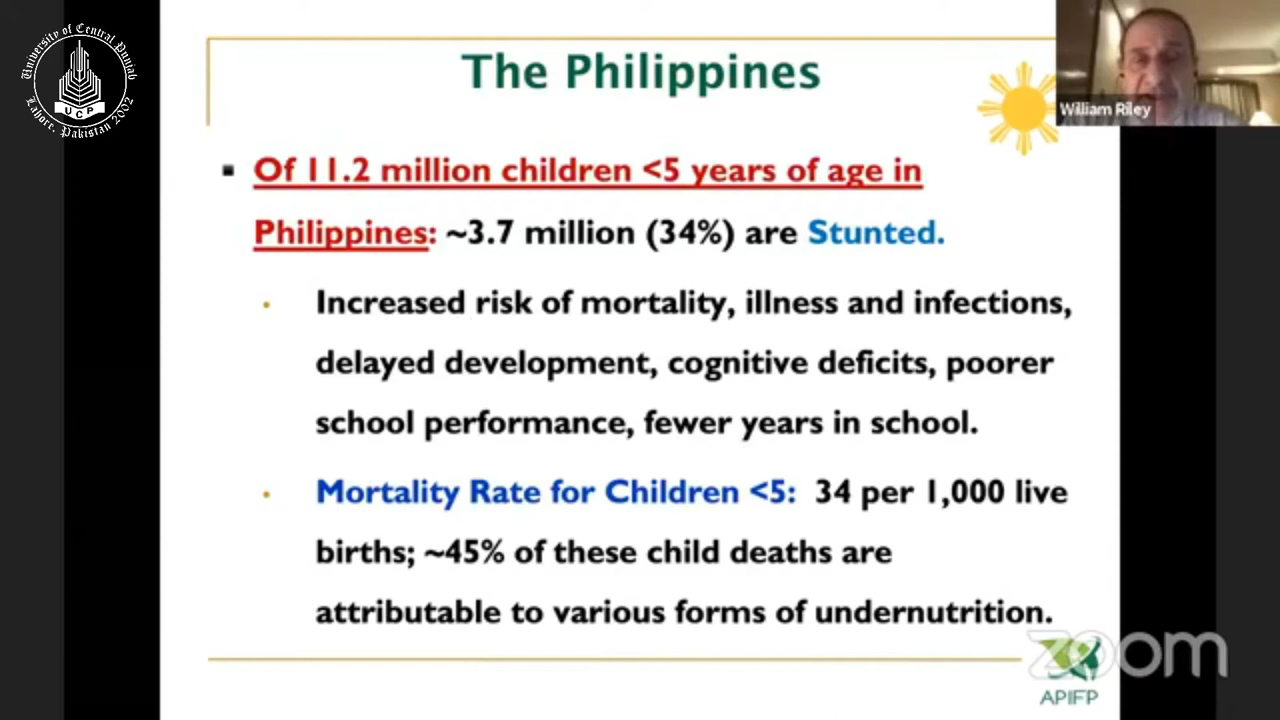 University of Central Punjab
UCP
Lahore, Pakistan 2002
The Philippines
William Riley
▪ Of 11.2 million children <5 years of age in
Philippines: ~3.7 million (34%) are Stunted.
• Increased risk of mortality, illness and infections,
delayed development, cognitive deficits, poorer
school performance, fewer years in school.
• Mortality Rate for Children <5: 34 per 1,000 live
births; ~45% of these child deaths are
attributable to various forms of undernutrition.
zoom
APIFP